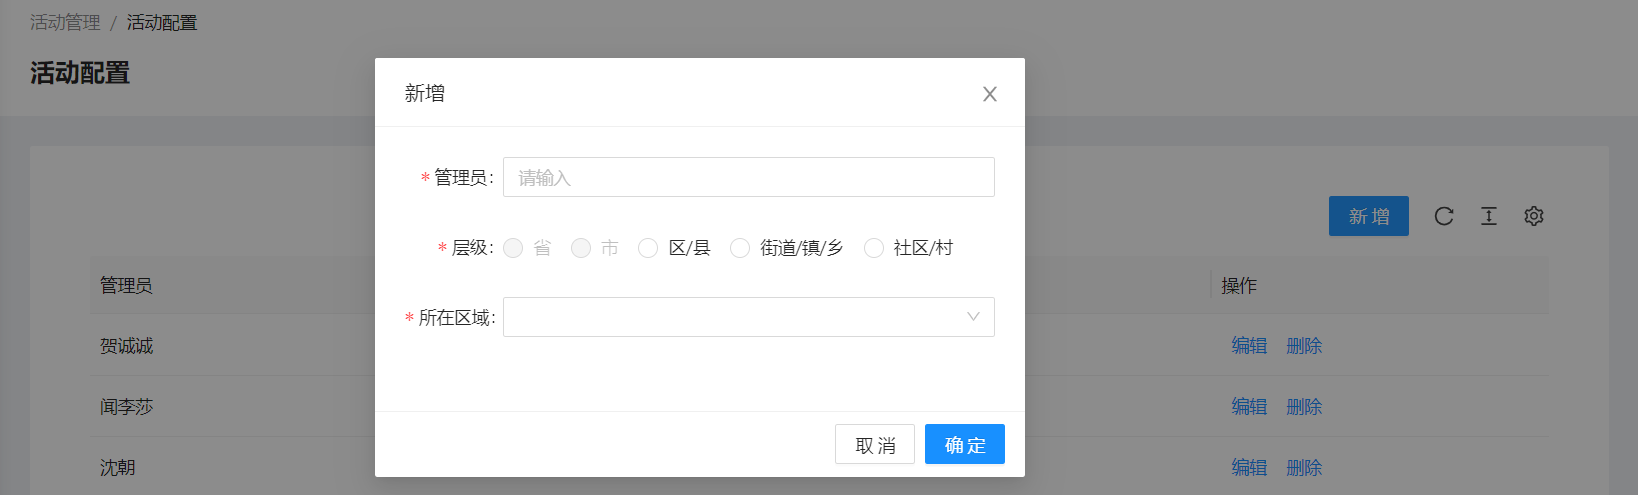 活动管理 / 活动配置
活动配置
新增
* 管理员: 请输入
* 层级: 省 市 区/县 街道/镇/乡 社区/村
* 所在区域:
取消 确定
新增
管理员 操作
贺诚诚 编辑 删除
闻李莎 编辑 删除
沈朝 编辑 删除